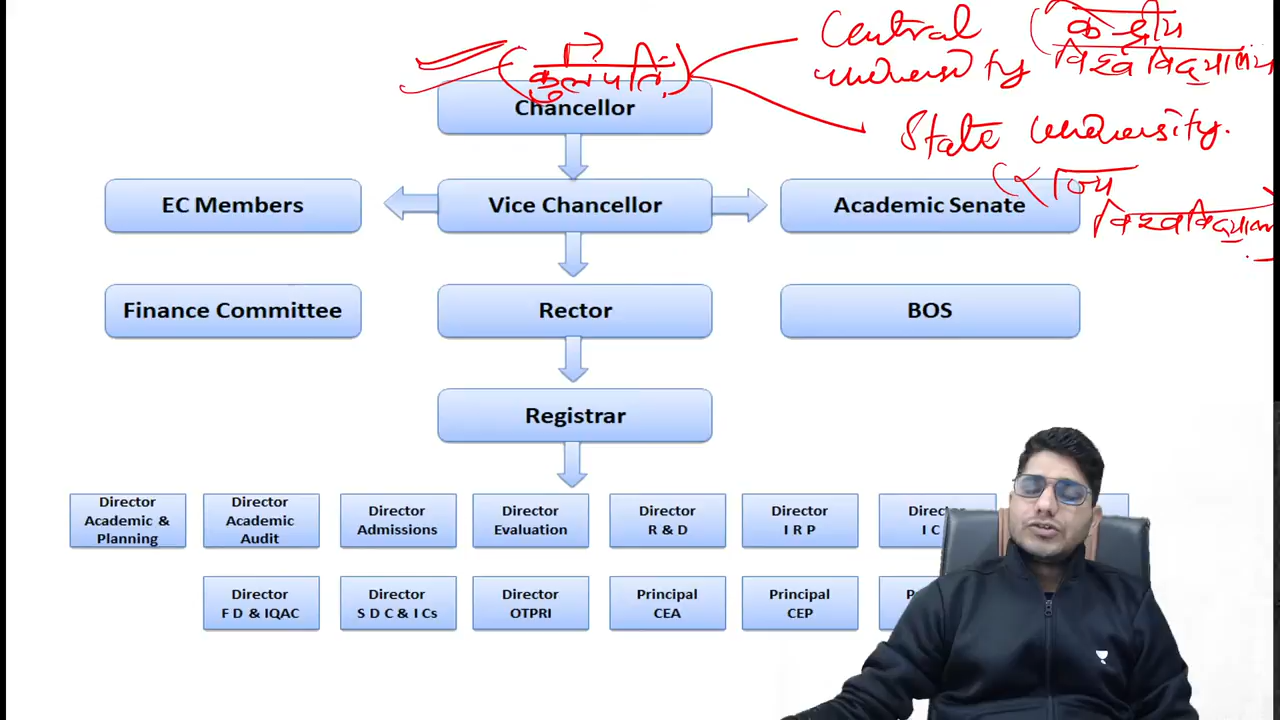 Central (केन्द्रीय
university विश्वविद्यालय
(कुलपति)
Chancellor
State university.
(राज्य
विश्वविद्यालय
EC Members
Vice Chancellor
Academic Senate
Finance Committee
Rector
BOS
Registrar
Director
Academic &
Planning
Director
Academic
Audit
Director
Admissions
Director
Evaluation
Director
R & D
Director
I R P
I C
Director
F D & IQAC
Director
S D C & I Cs
Director
OTPRI
Principal
CEA
Principal
CEP